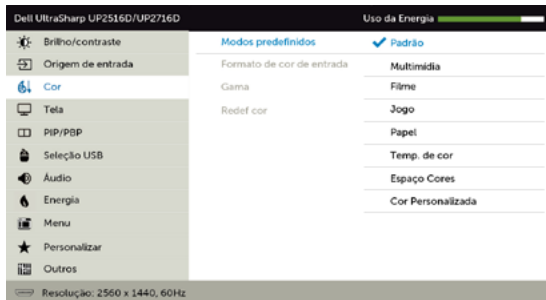 Dell UltraSharp UP2516D/UP2716D Uso da Energia
Brilho/contraste Modos predefinidos Padrão
Origem de entrada Formato de cor de entrada Multimídia
Cor Gama Filme
Tela Redef cor Jogo
PIP/PBP Papel
Seleção USB Temp. de cor
Áudio Espaço Cores
Energia Cor Personalizada
Menu
Personalizar
Outros
Resolução: 2560 x 1440, 60Hz